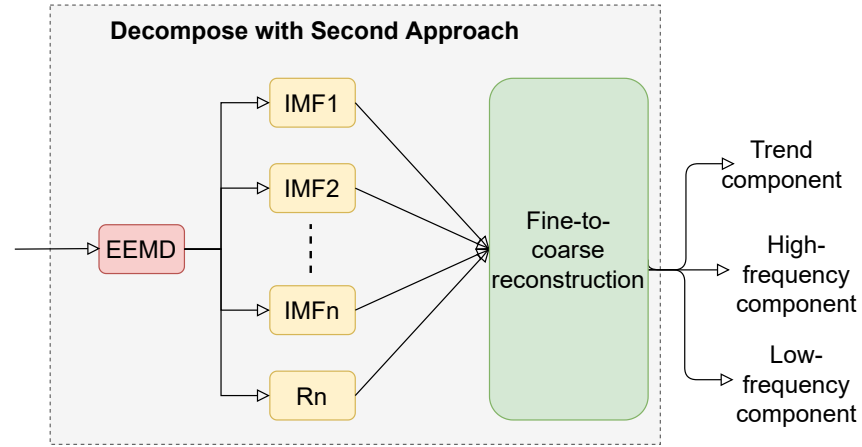 Decompose with Second Approach
EEMD
IMF1
IMF2
IMFn
Rn
Fine-to-
coarse
reconstruction
Trend
component
High-
frequency
component
Low-
frequency
component